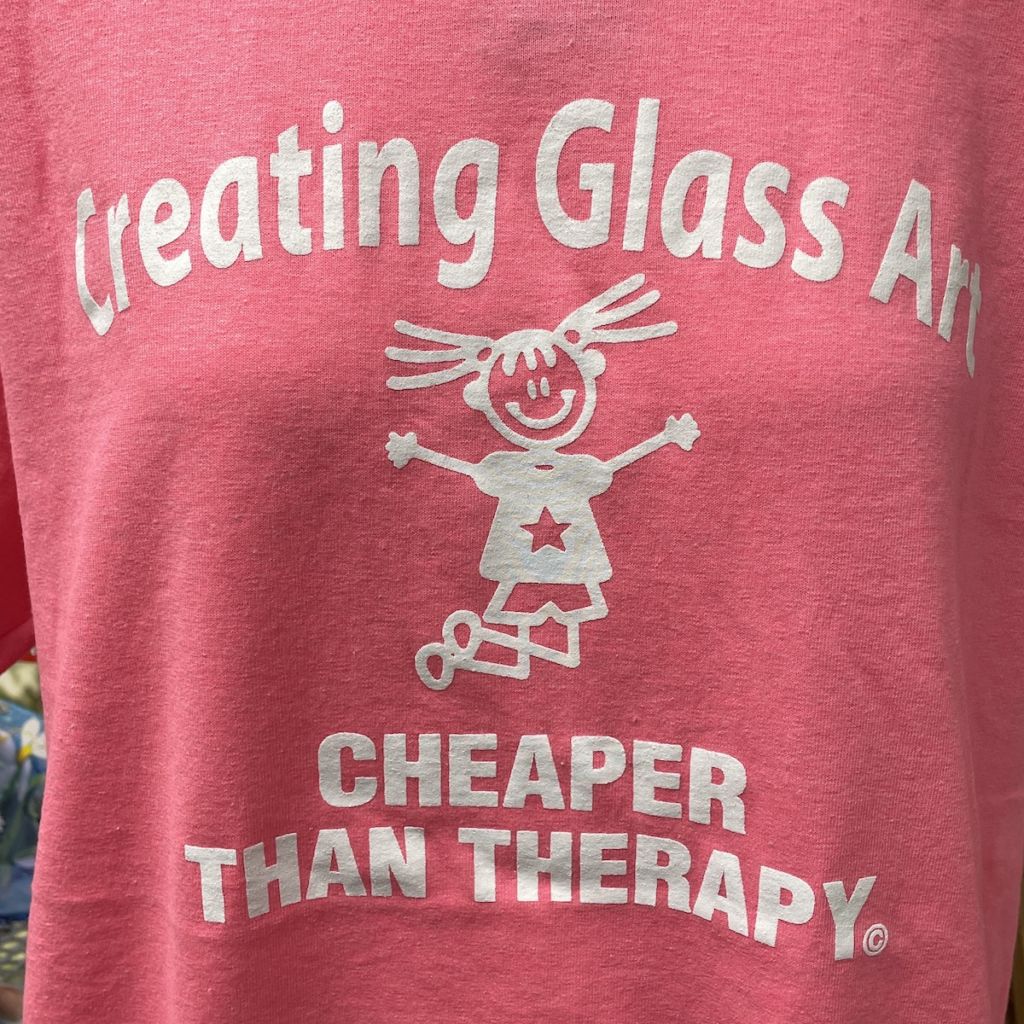 Creating Glass Art
CHEAPER
THAN THERAPY©